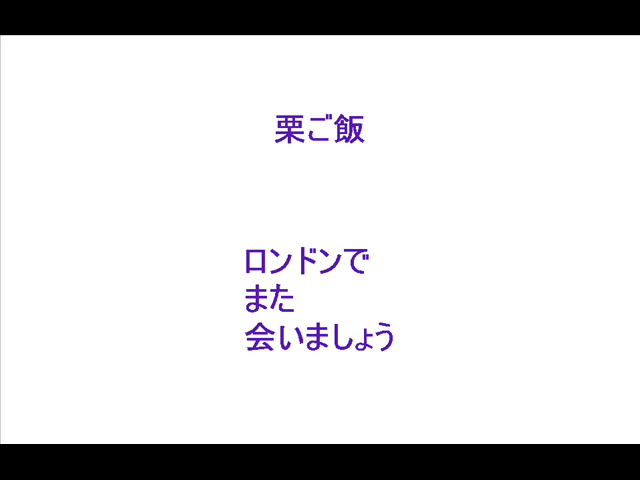 栗ご飯
ロンドンで
また
会いましょう